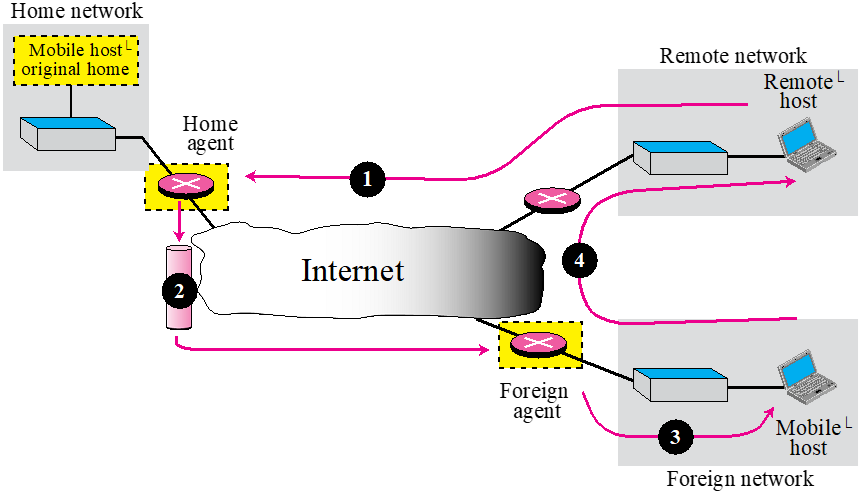 Home network
Mobile host└
original home
Home
agent
Remote network
Remote└
host
1
2
Internet
4
Foreign
agent
3
Mobile└
host
Foreign network